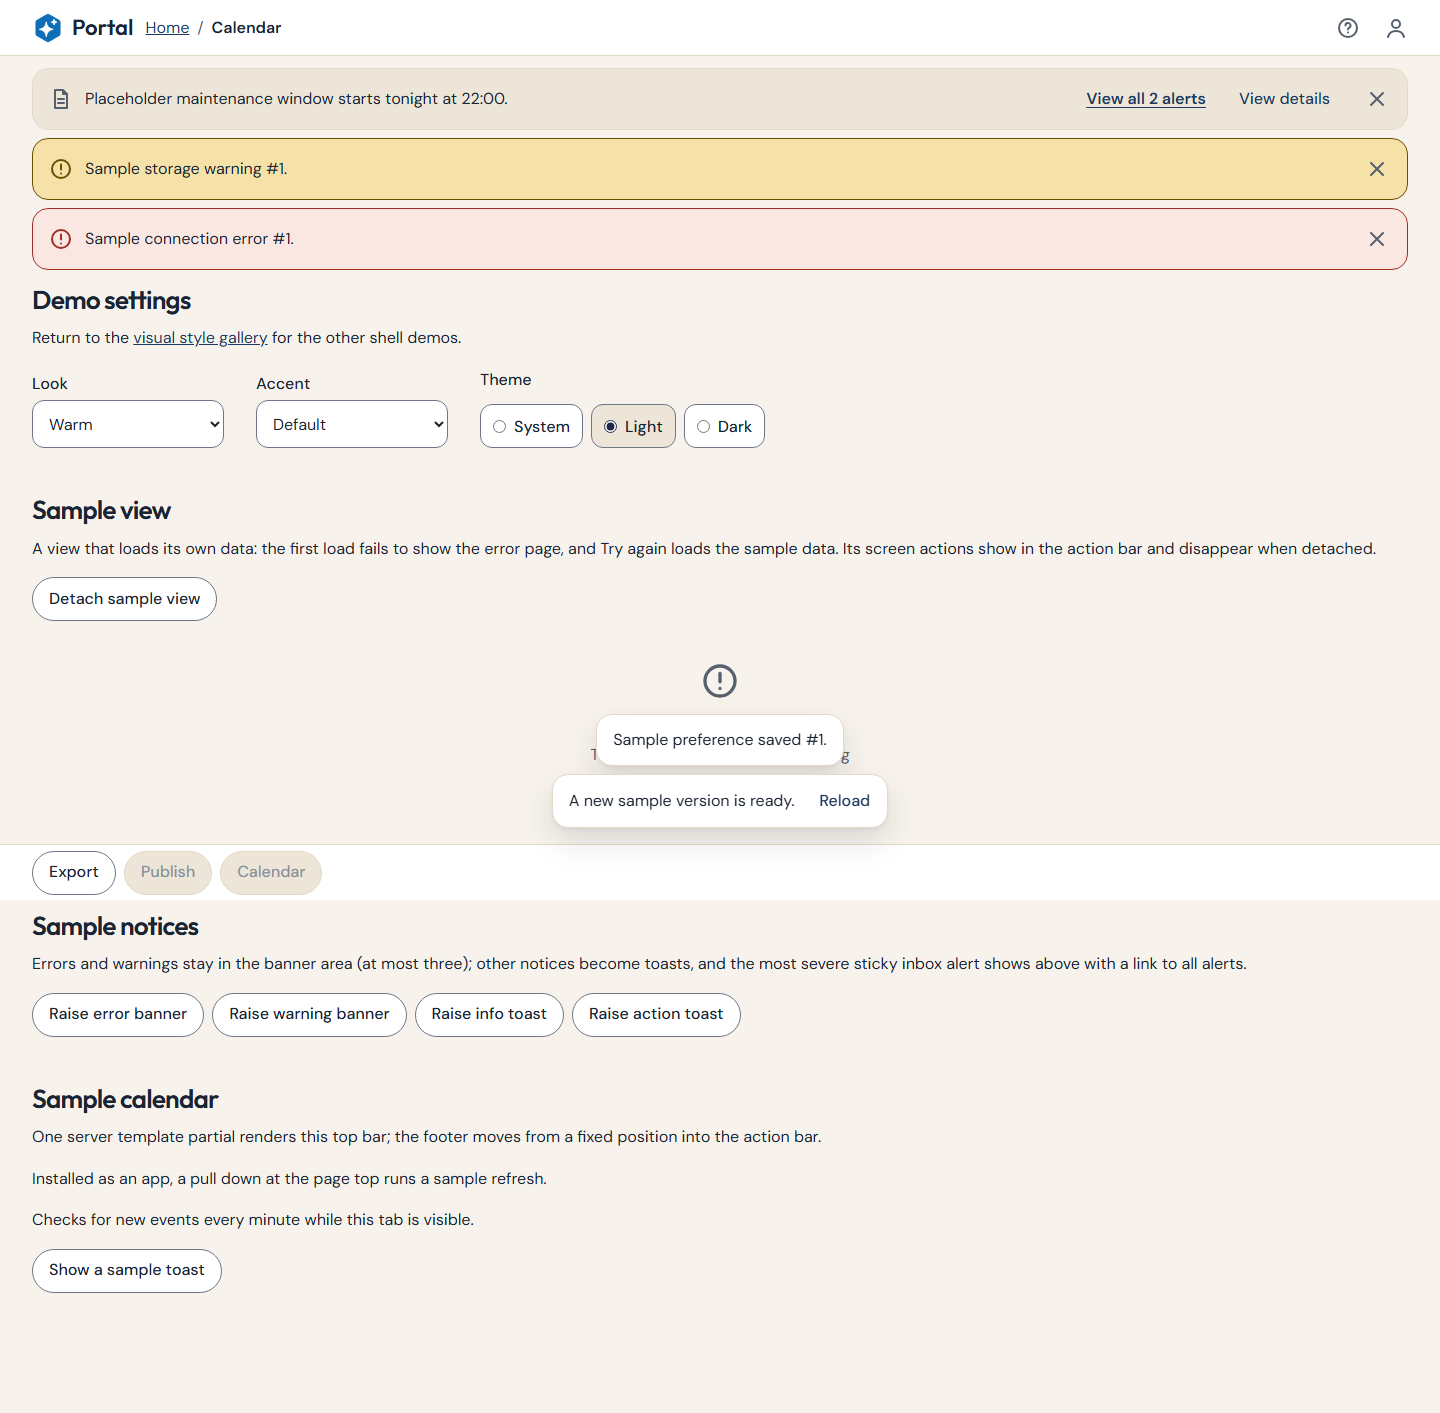 Portal Home / Calendar
Placeholder maintenance window starts tonight at 22:00. View all 2 alerts View details
Sample storage warning #1.
Sample connection error #1.
Demo settings
Return to the visual style gallery for the other shell demos.
Look Accent Theme
Warm Default System Light Dark
Sample view
A view that loads its own data: the first load fails to show the error page, and Try again loads the sample data. Its screen actions show in the action bar and disappear when detached.
Detach sample view
Sample preference saved #1.
A new sample version is ready. Reload
Export Publish Calendar
Sample notices
Errors and warnings stay in the banner area (at most three); other notices become toasts, and the most severe sticky inbox alert shows above with a link to all alerts.
Raise error banner Raise warning banner Raise info toast Raise action toast
Sample calendar
One server template partial renders this top bar; the footer moves from a fixed position into the action bar.
Installed as an app, a pull down at the page top runs a sample refresh.
Checks for new events every minute while this tab is visible.
Show a sample toast